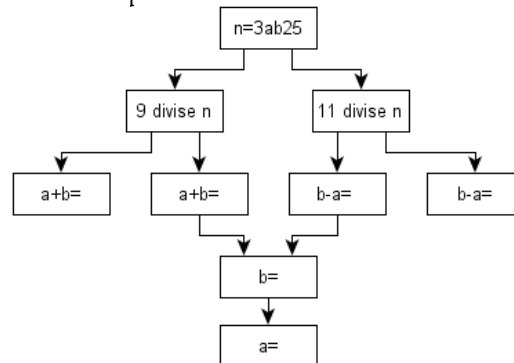 n=3ab25
9 divise n
11 divise n
a+b=
a+b=
b-a=
b-a=
b=
a=